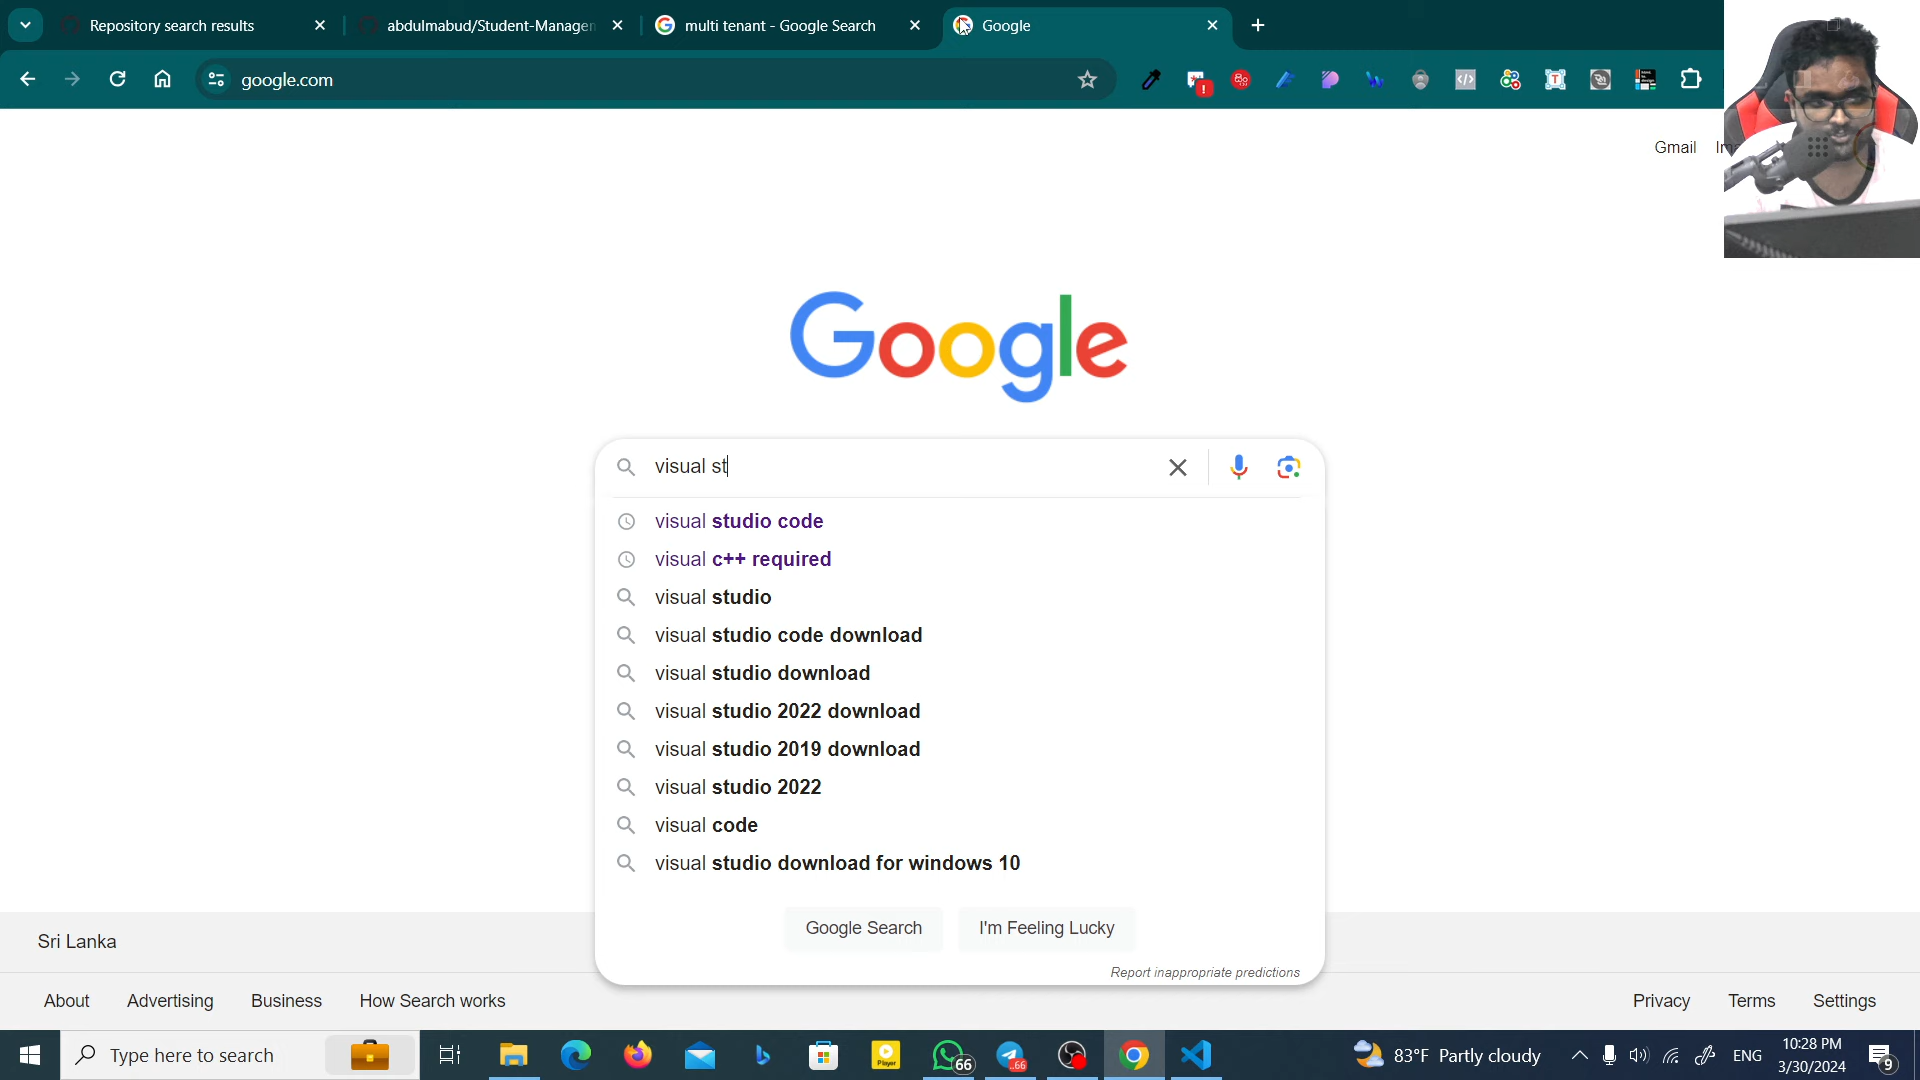 Repository search results
abdulmabud/Student-Manager
multi tenant - Google Search
Google
google.com
Gmail
Google
visual st
visual studio code
visual c++ required
visual studio
visual studio code download
visual studio download
visual studio 2022 download
visual studio 2019 download
visual studio 2022
visual code
visual studio download for windows 10
Google Search
I'm Feeling Lucky
Report inappropriate predictions
Sri Lanka
About
Advertising
Business
How Search works
Privacy
Terms
Settings
Type here to search
66
66
83°F Partly cloudy
ENG
10:28 PM
3/30/2024
9